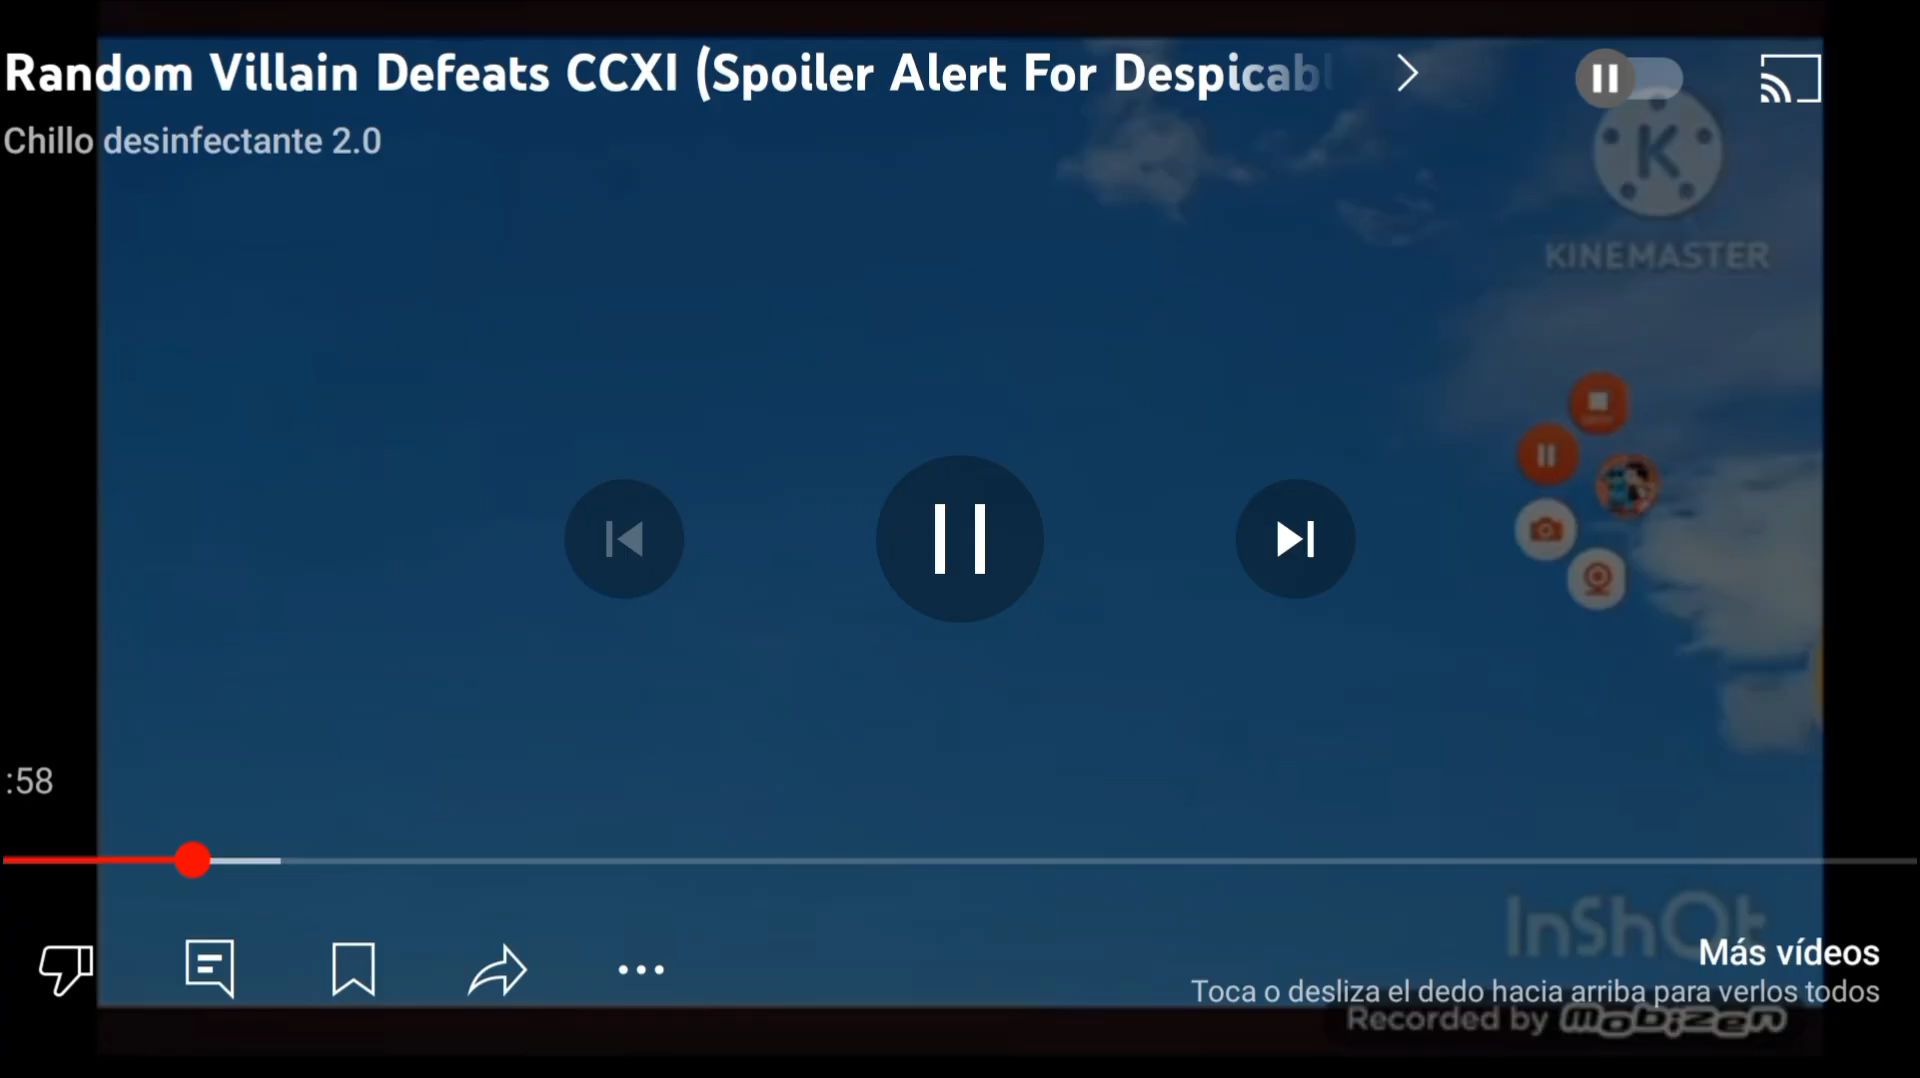 Random Villain Defeats CCXI (Spoiler Alert For Despicabl
Chillo desinfectante 2.0
K
KINEMASTER
:58
InShOt
Más vídeos
Toca o desliza el dedo hacia arriba para verlos todos
Recorded by mobizen